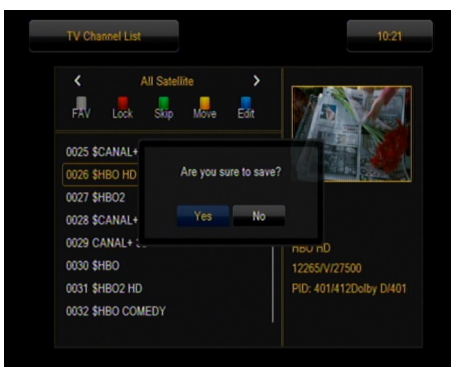 TV Channel List
10:21
All Satellite
FAV Lock Skip Move Edit
0025 $CANAL+
0026 $HBO HD
0027 $HBO2
0028 $CANAL+
0029 CANAL+
0030 $HBO
0031 $HBO2 HD
0032 $HBO COMEDY
Are you sure to save?
Yes No
HBO HD
12265/V/27500
PID: 401/412Dolby D/401